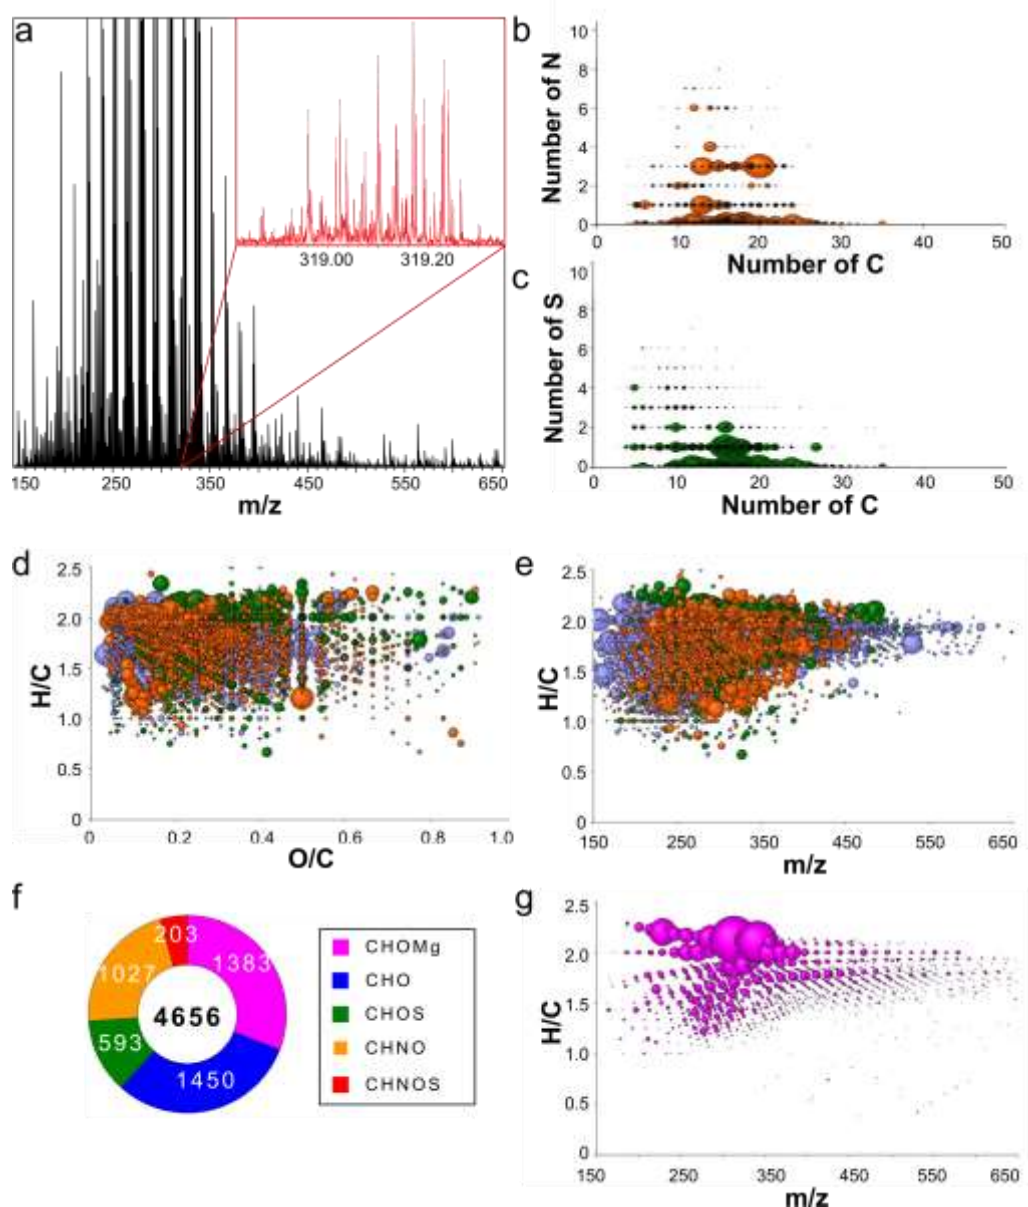 a
319.00 319.20
150 250 350 450 550 650
m/z
b
Number of N
10
8
6
4
2
0
0 10 20 30 40 50
Number of C
c
Number of S
10
8
6
4
2
0
0 10 20 30 40 50
Number of C
d
H/C
2.5
2.0
1.5
1.0
0.5
0
0 0.2 0.4 0.6 0.8 1.0
O/C
e
H/C
2.5
2.0
1.5
1.0
0.5
0
150 250 350 450 550 650
m/z
f
203
1027
1383
4656
593
1450
CHOMg
CHO
CHOS
CHNO
CHNOS
g
H/C
2.5
2.0
1.5
1.0
0.5
0
150 250 350 450 550 650
m/z